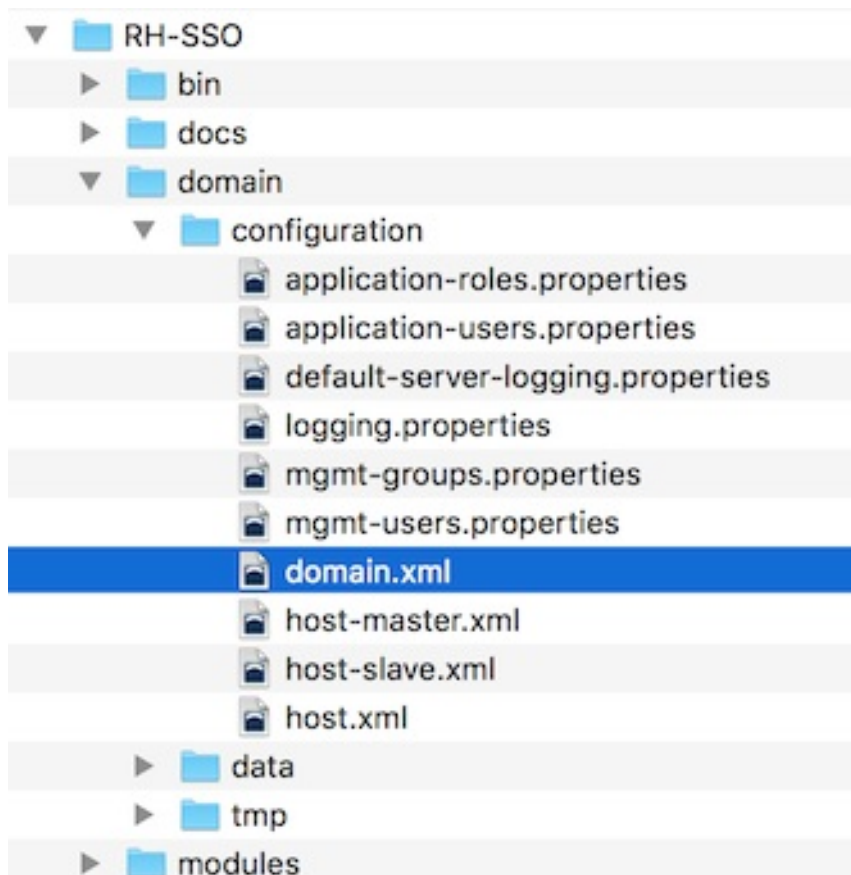 RH-SSO
bin
docs
domain
configuration
application-roles.properties
application-users.properties
default-server-logging.properties
logging.properties
mgmt-groups.properties
mgmt-users.properties
domain.xml
host-master.xml
host-slave.xml
host.xml
data
tmp
modules